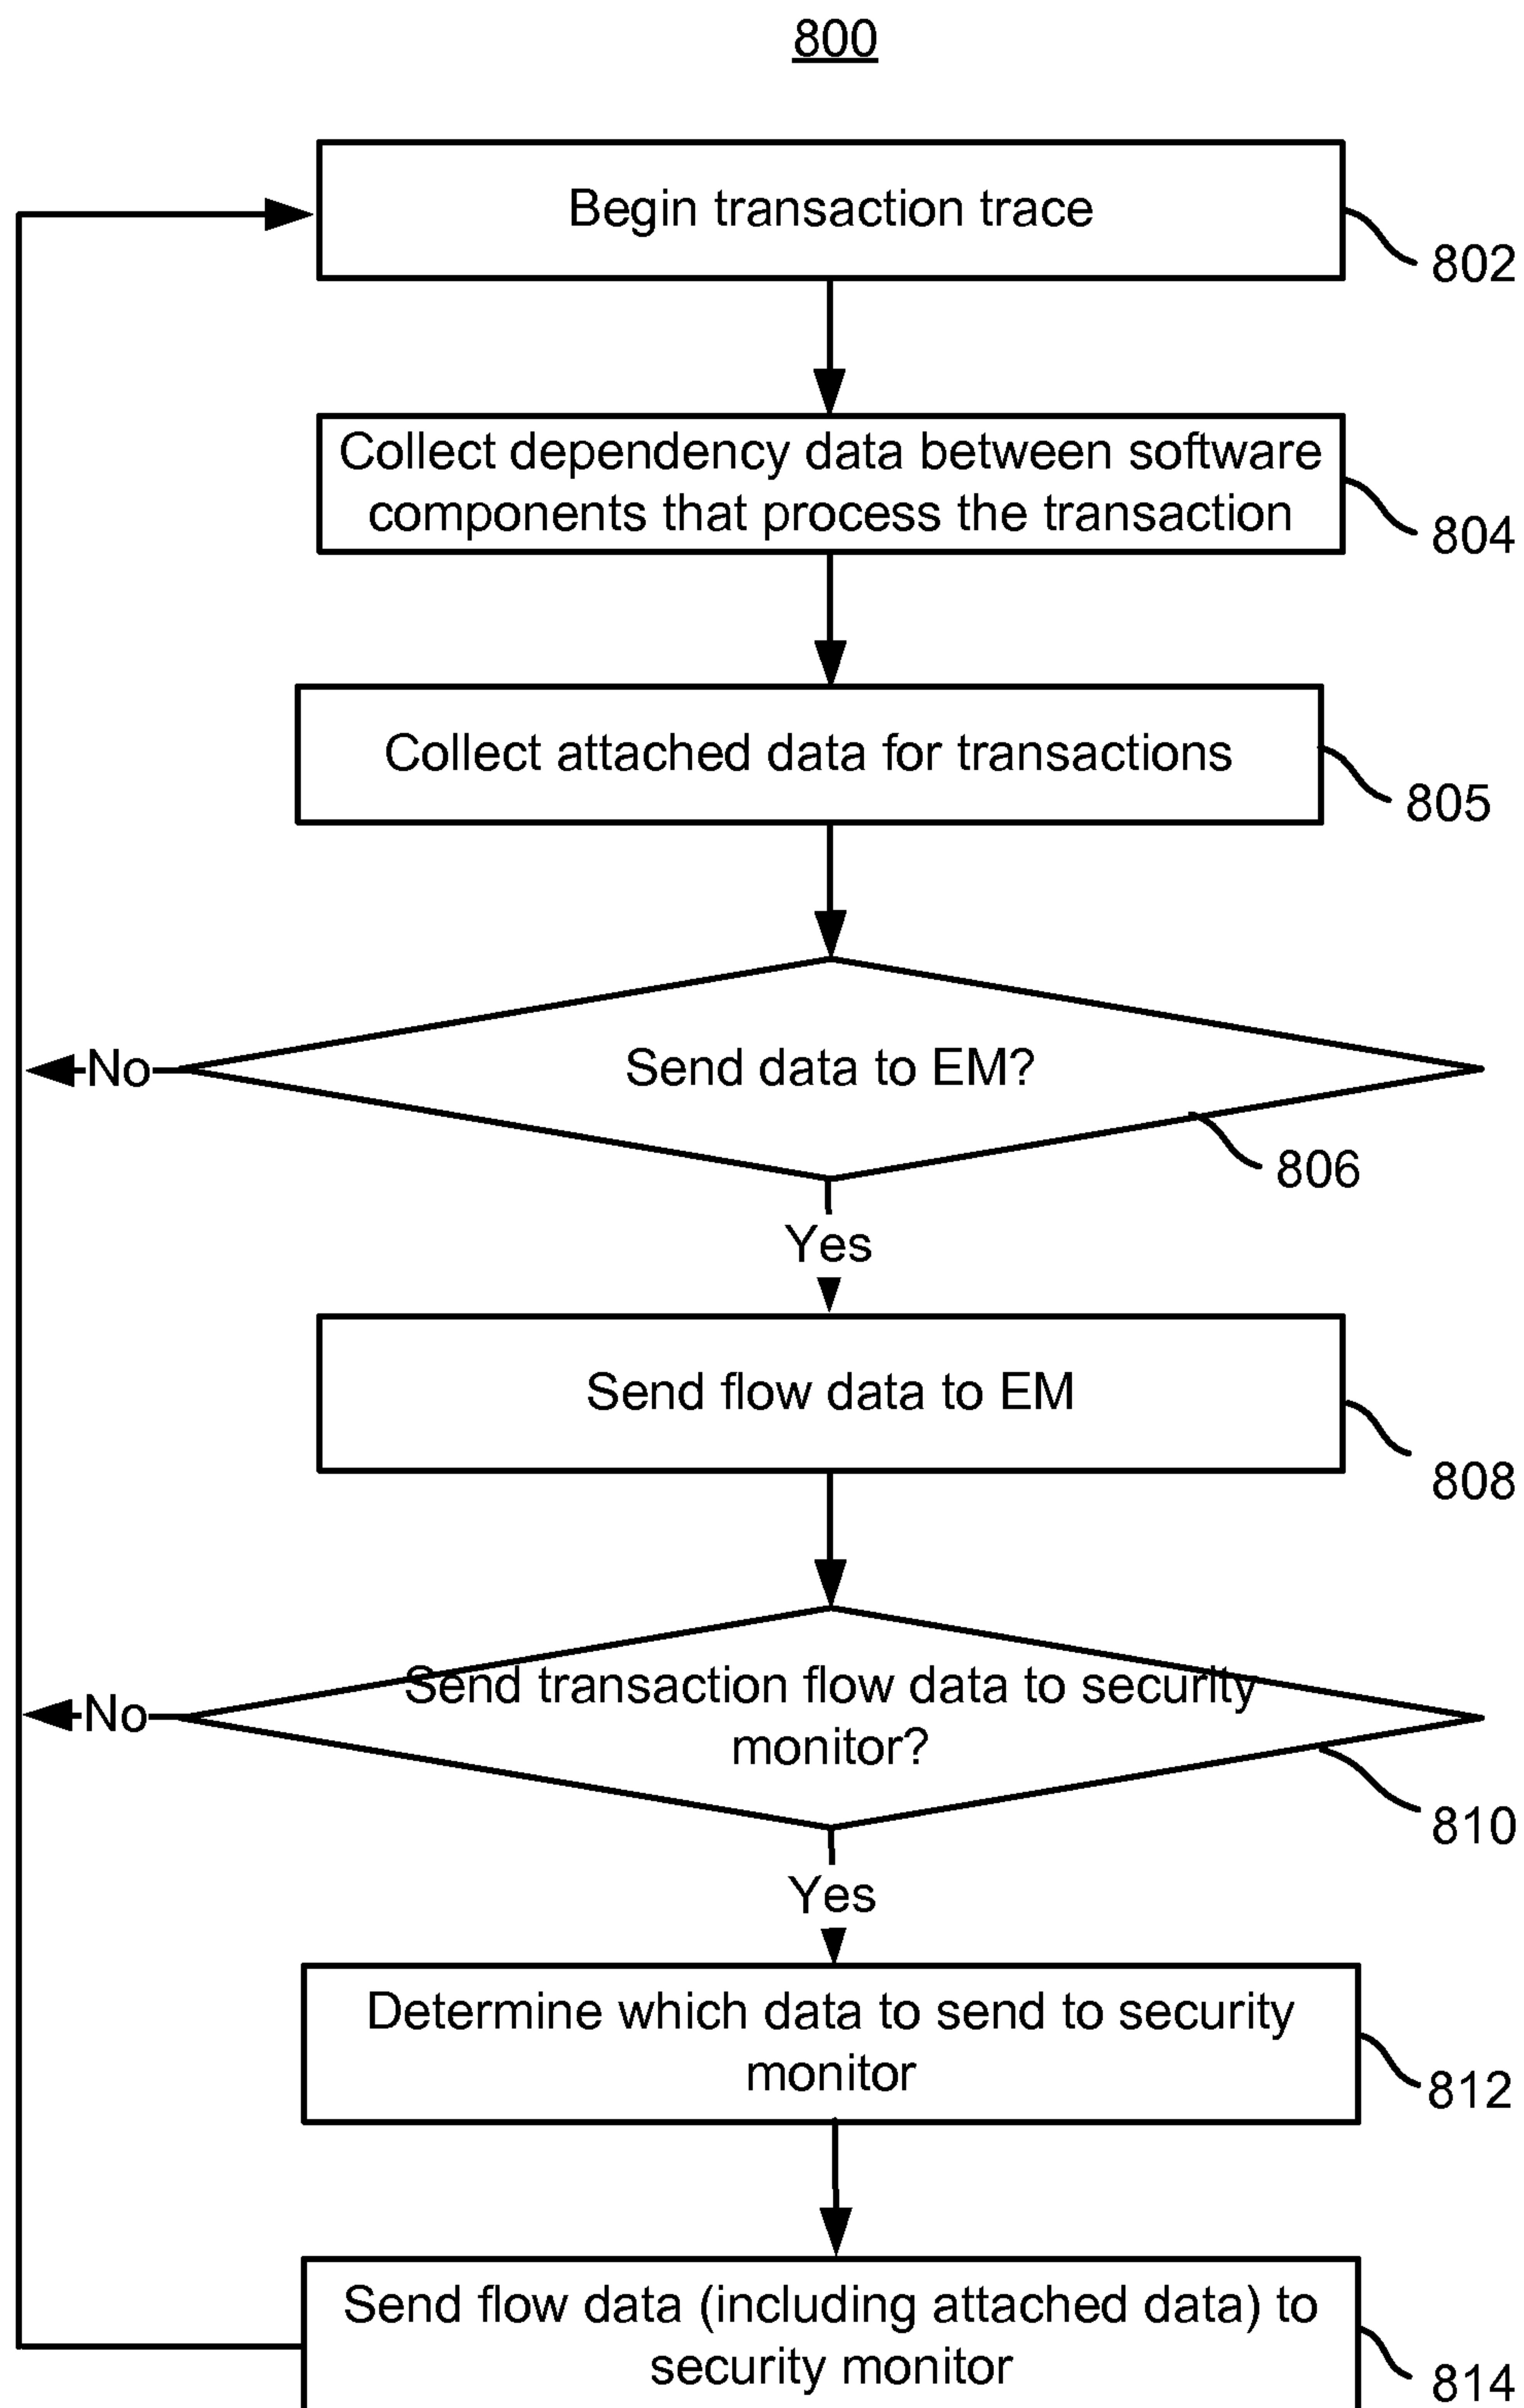 800
Begin transaction trace
802
Collect dependency data between software
components that process the transaction
804
Collect attached data for transactions
805
Send data to EM?
No
806
Yes
Send flow data to EM
808
Send transaction flow data to security
monitor?
No
810
Yes
Determine which data to send to security
monitor
812
Send flow data (including attached data) to
security monitor
814